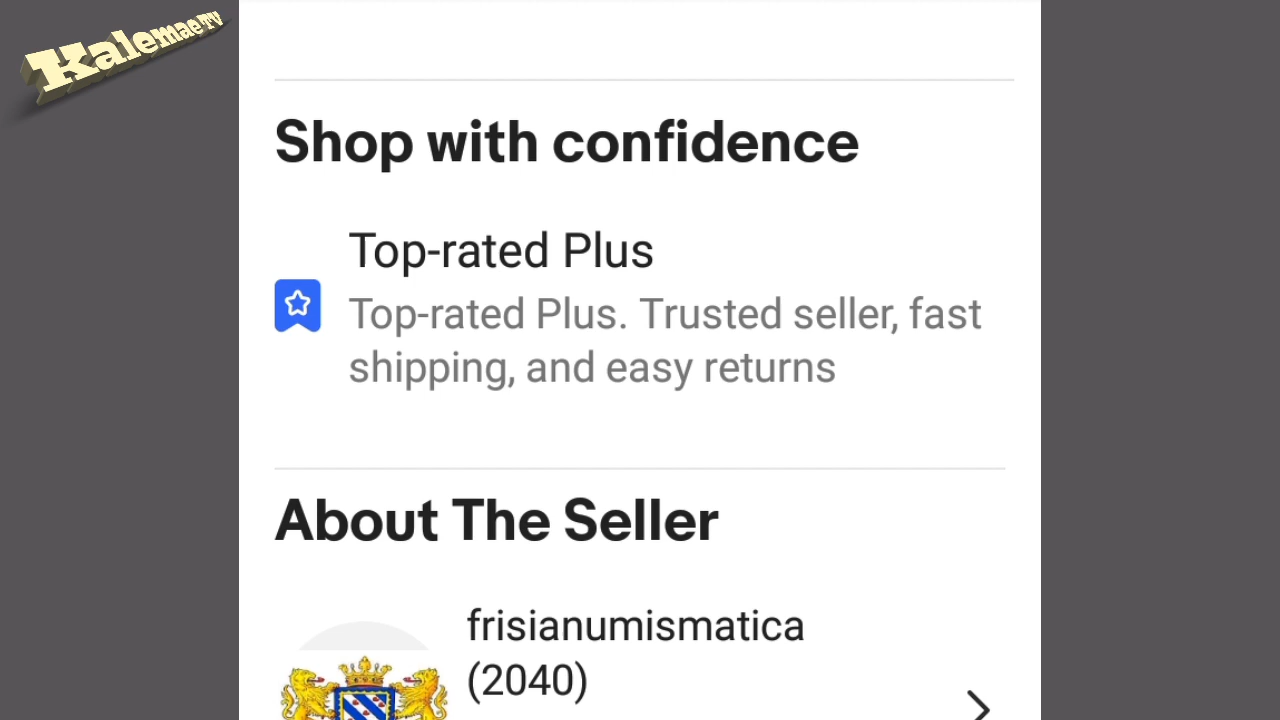 KalemaeTV
Shop with confidence
Top-rated Plus
Top-rated Plus. Trusted seller, fast
shipping, and easy returns
About The Seller
frisianumismatica
(2040)